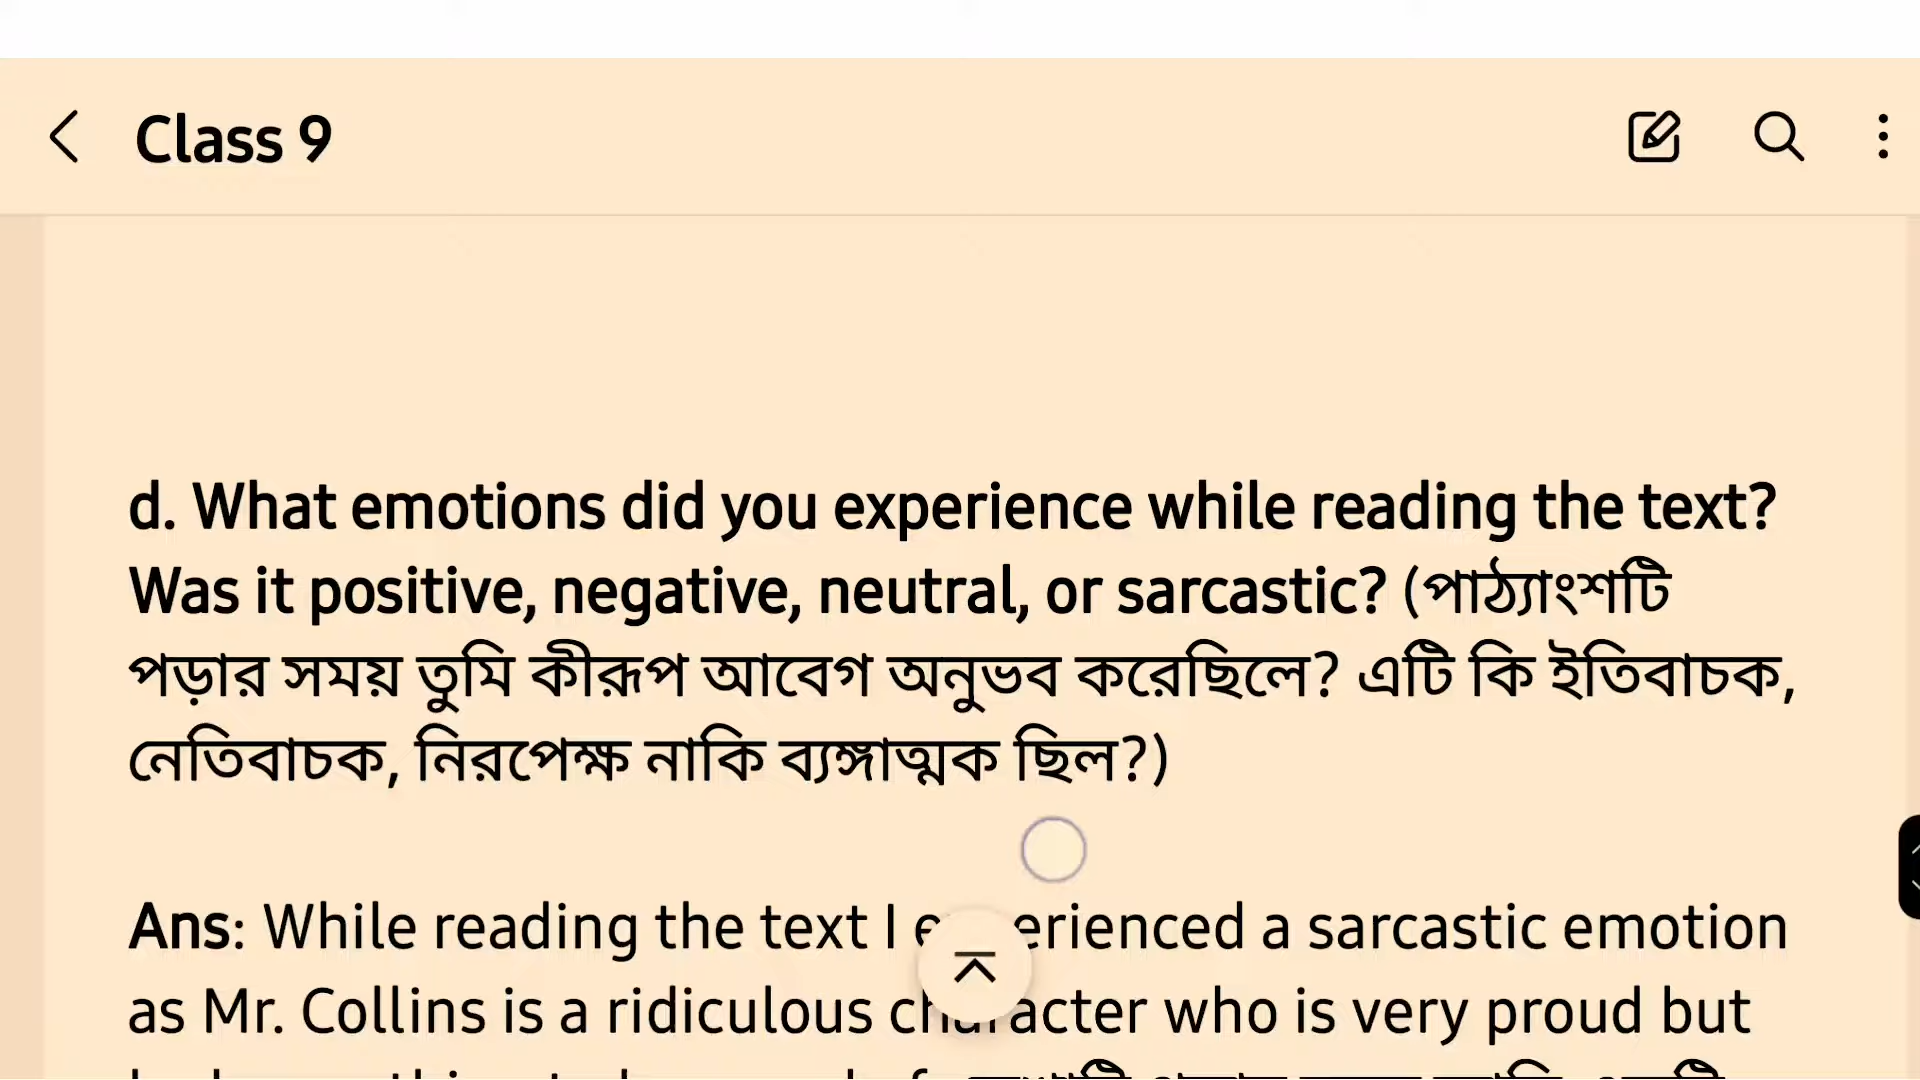 Class 9
d. What emotions did you experience while reading the text?
Was it positive, negative, neutral, or sarcastic? (পাঠ্যাংশটি
পড়ার সময় তুমি কীরূপ আবেগ অনুভব করেছিলে? এটি কি ইতিবাচক,
নেতিবাচক, নিরপেক্ষ নাকি ব্যঙ্গাত্মক ছিল?)
Ans: While reading the text I experienced a sarcastic emotion
as Mr. Collins is a ridiculous character who is very proud but